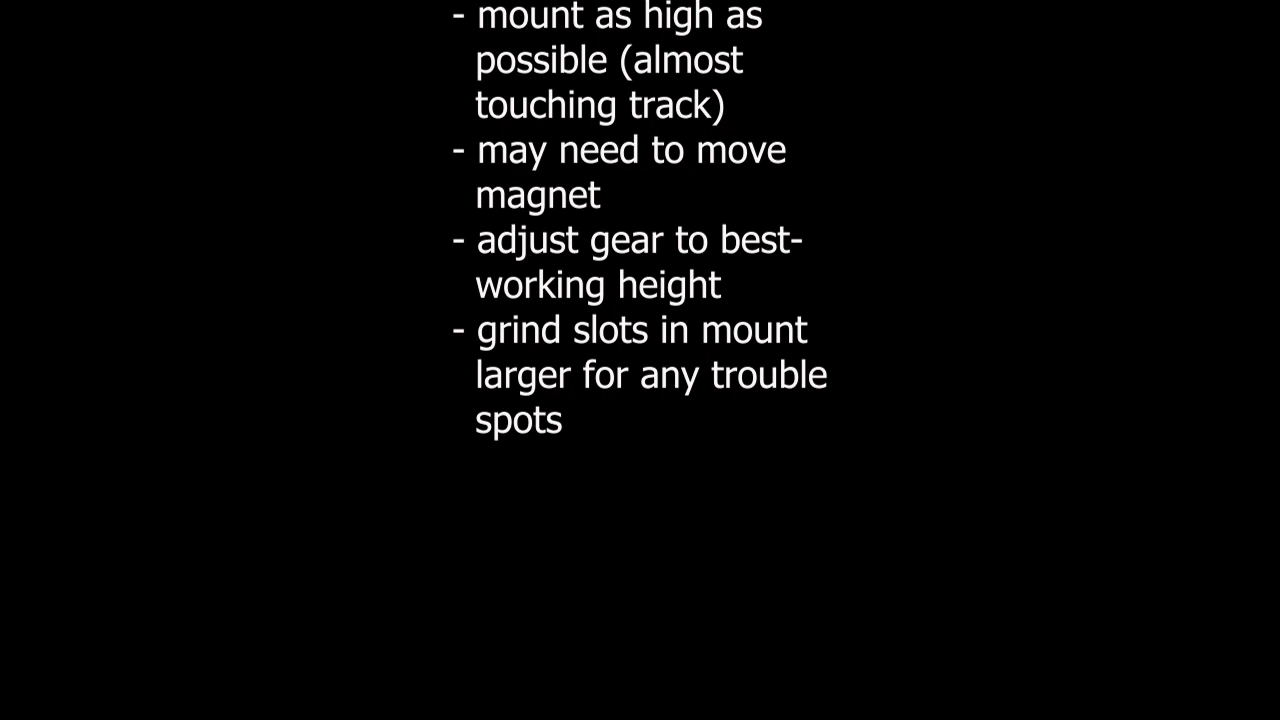 - mount as high as
possible (almost
touching track)
- may need to move
magnet
- adjust gear to best-
working height
- grind slots in mount
larger for any trouble
spots